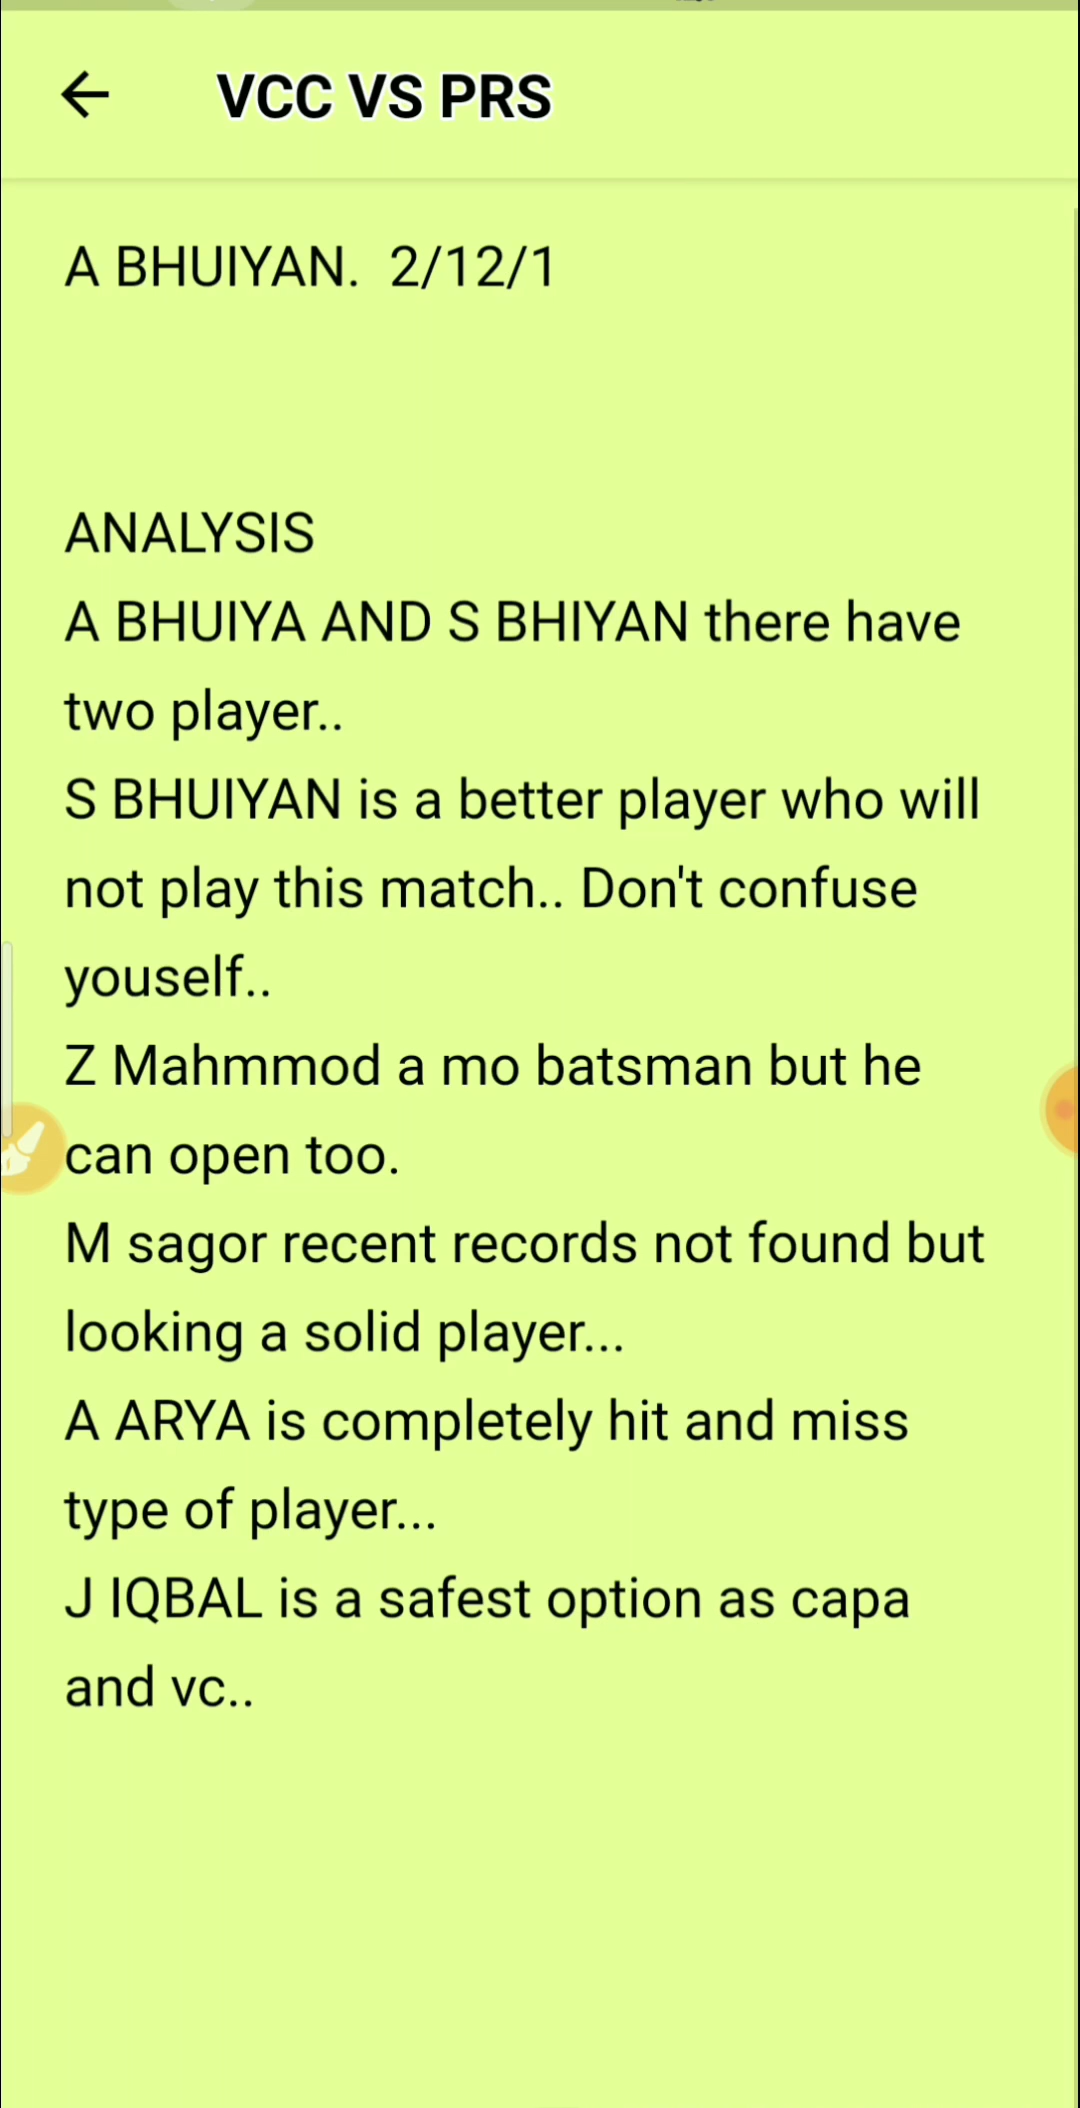 VCC VS PRS
A BHUIYAN.  2/12/1
ANALYSIS
A BHUIYA AND S BHIYAN there have
two player..
S BHUIYAN is a better player who will
not play this match.. Don't confuse
youself..
Z Mahmmod a mo batsman but he
can open too.
M sagor recent records not found but
looking a solid player...
A ARYA is completely hit and miss
type of player...
J IQBAL is a safest option as capa
and vc..